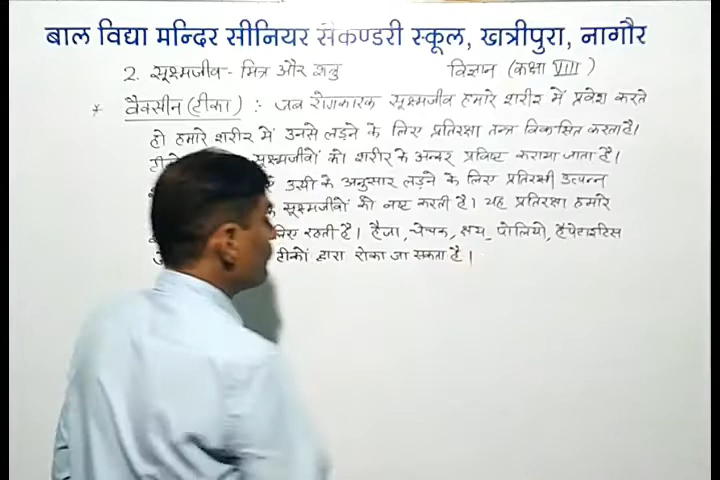 बाल विद्या मन्दिर सीनियर सैकण्डरी स्कूल, खत्रीपुरा, नागौर
2. सूक्ष्मजीव - मित्र और शत्रु विज्ञान (कक्षा VIII)
* वैक्सीन (टीका) :- जब रोगकारक सूक्ष्मजीव हमारे शरीर में प्रवेश करते
हो हमारे शरीर में उनसे लड़ने के लिए प्रतिरक्षा तन्त्र विकसित करता है।
सूक्ष्मजीवों को शरीर के अन्दर प्रविष्ट कराया जाता है।
उसी के अनुसार लड़ने के लिए प्रतिरक्षी उत्पन्न
सूक्ष्मजीवों को नष्ट करती है। यह प्रतिरक्षा हमारे
लिए रहती है। हैजा, चेचक, क्षय, पोलियो, हैपेटाइटिस
टीकों द्वारा रोका जा सकता है।